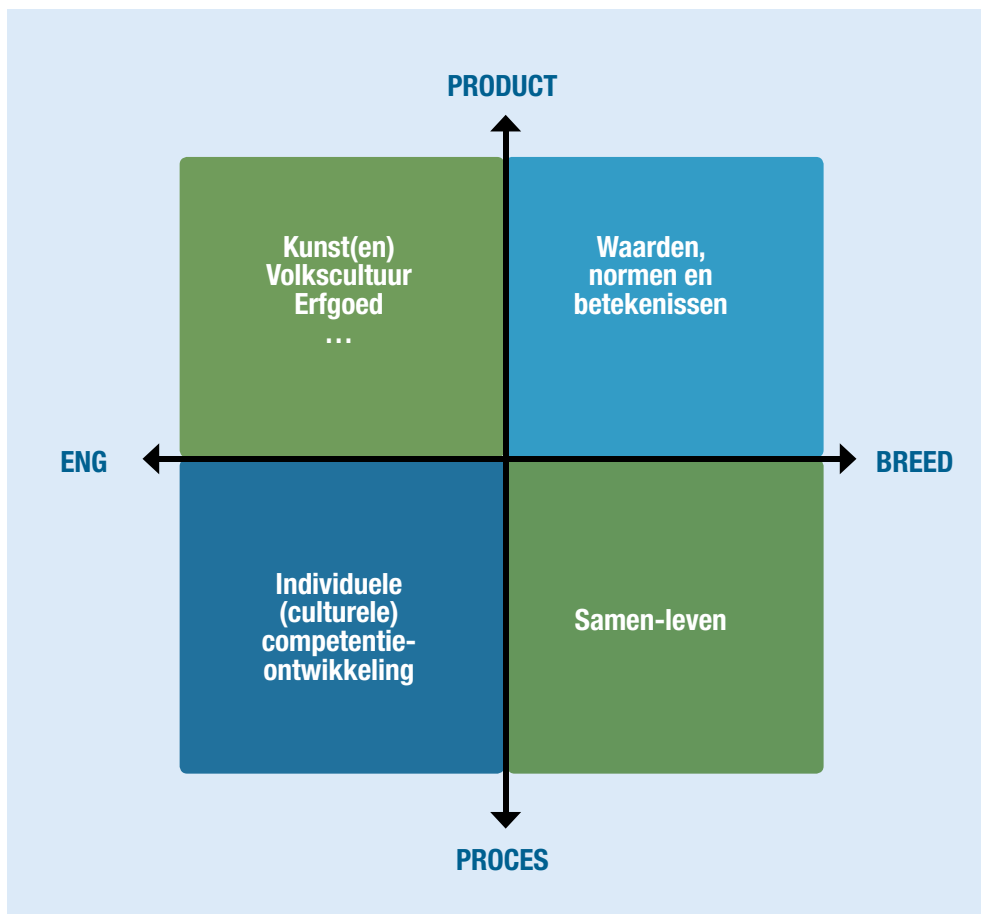 PRODUCT
Kunst(en)
Volkscultuur
Erfgoed
...
Waarden,
normen en
betekenissen
ENG
BREED
Individuele
(culturele)
competentie-
ontwikkeling
Samen-leven
PROCES